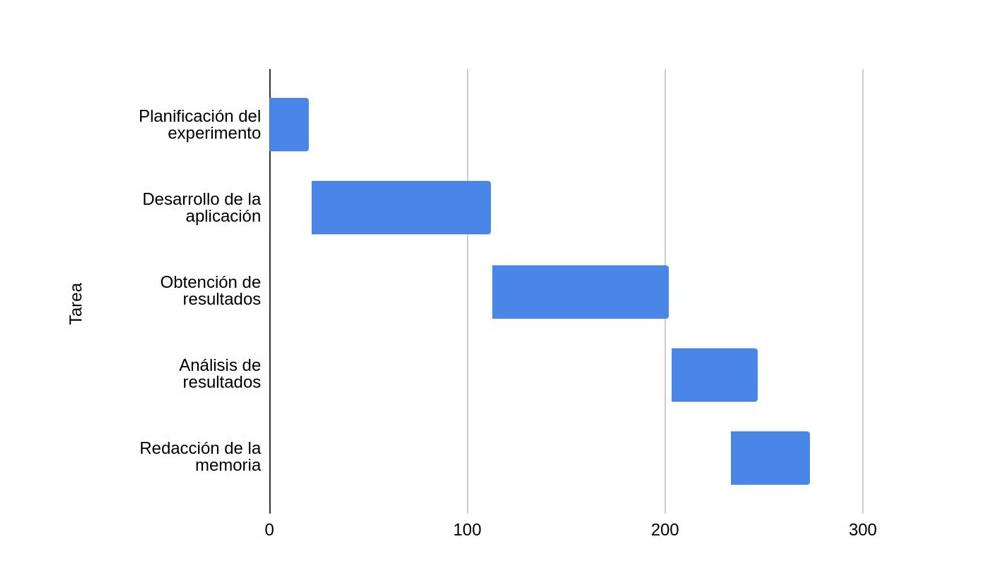 Planificación del
experimento
Desarrollo de la
aplicación
Obtención de
resultados
Análisis de
resultados
Redacción de la
memoria
Tarea
0 100 200 300